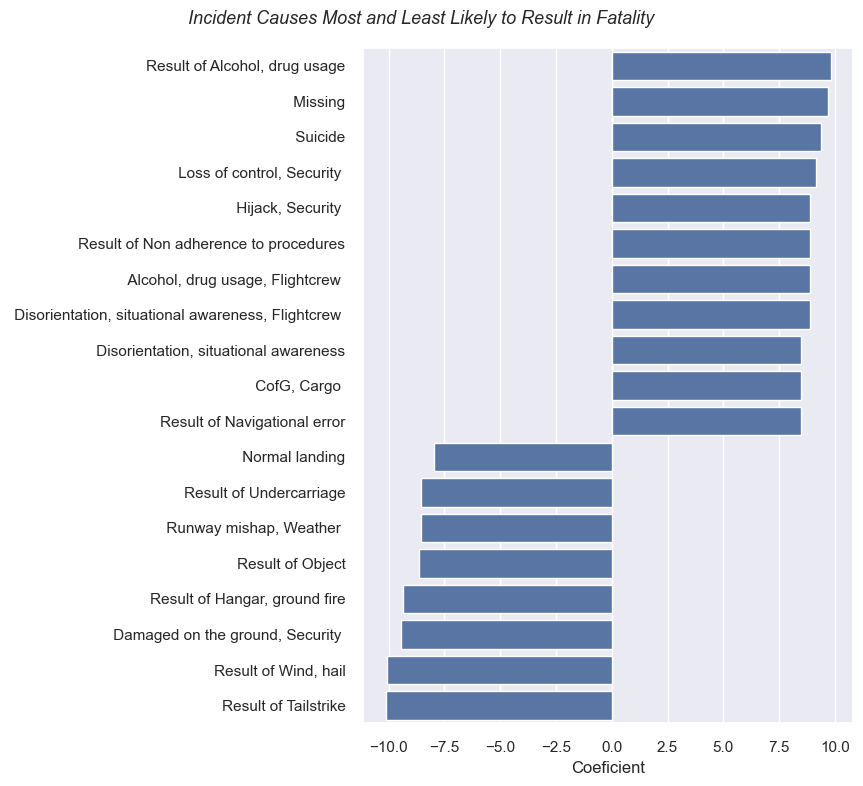 Incident Causes Most and Least Likely to Result in Fatality
Result of Alcohol, drug usage
Missing
Suicide
Loss of control, Security
Hijack, Security
Result of Non adherence to procedures
Alcohol, drug usage, Flightcrew
Disorientation, situational awareness, Flightcrew
Disorientation, situational awareness
CofG, Cargo
Result of Navigational error
Normal landing
Result of Undercarriage
Runway mishap, Weather
Result of Object
Result of Hangar, ground fire
Damaged on the ground, Security
Result of Wind, hail
Result of Tailstrike
−10.0 −7.5 −5.0 −2.5 0.0 2.5 5.0 7.5 10.0
Coeficient